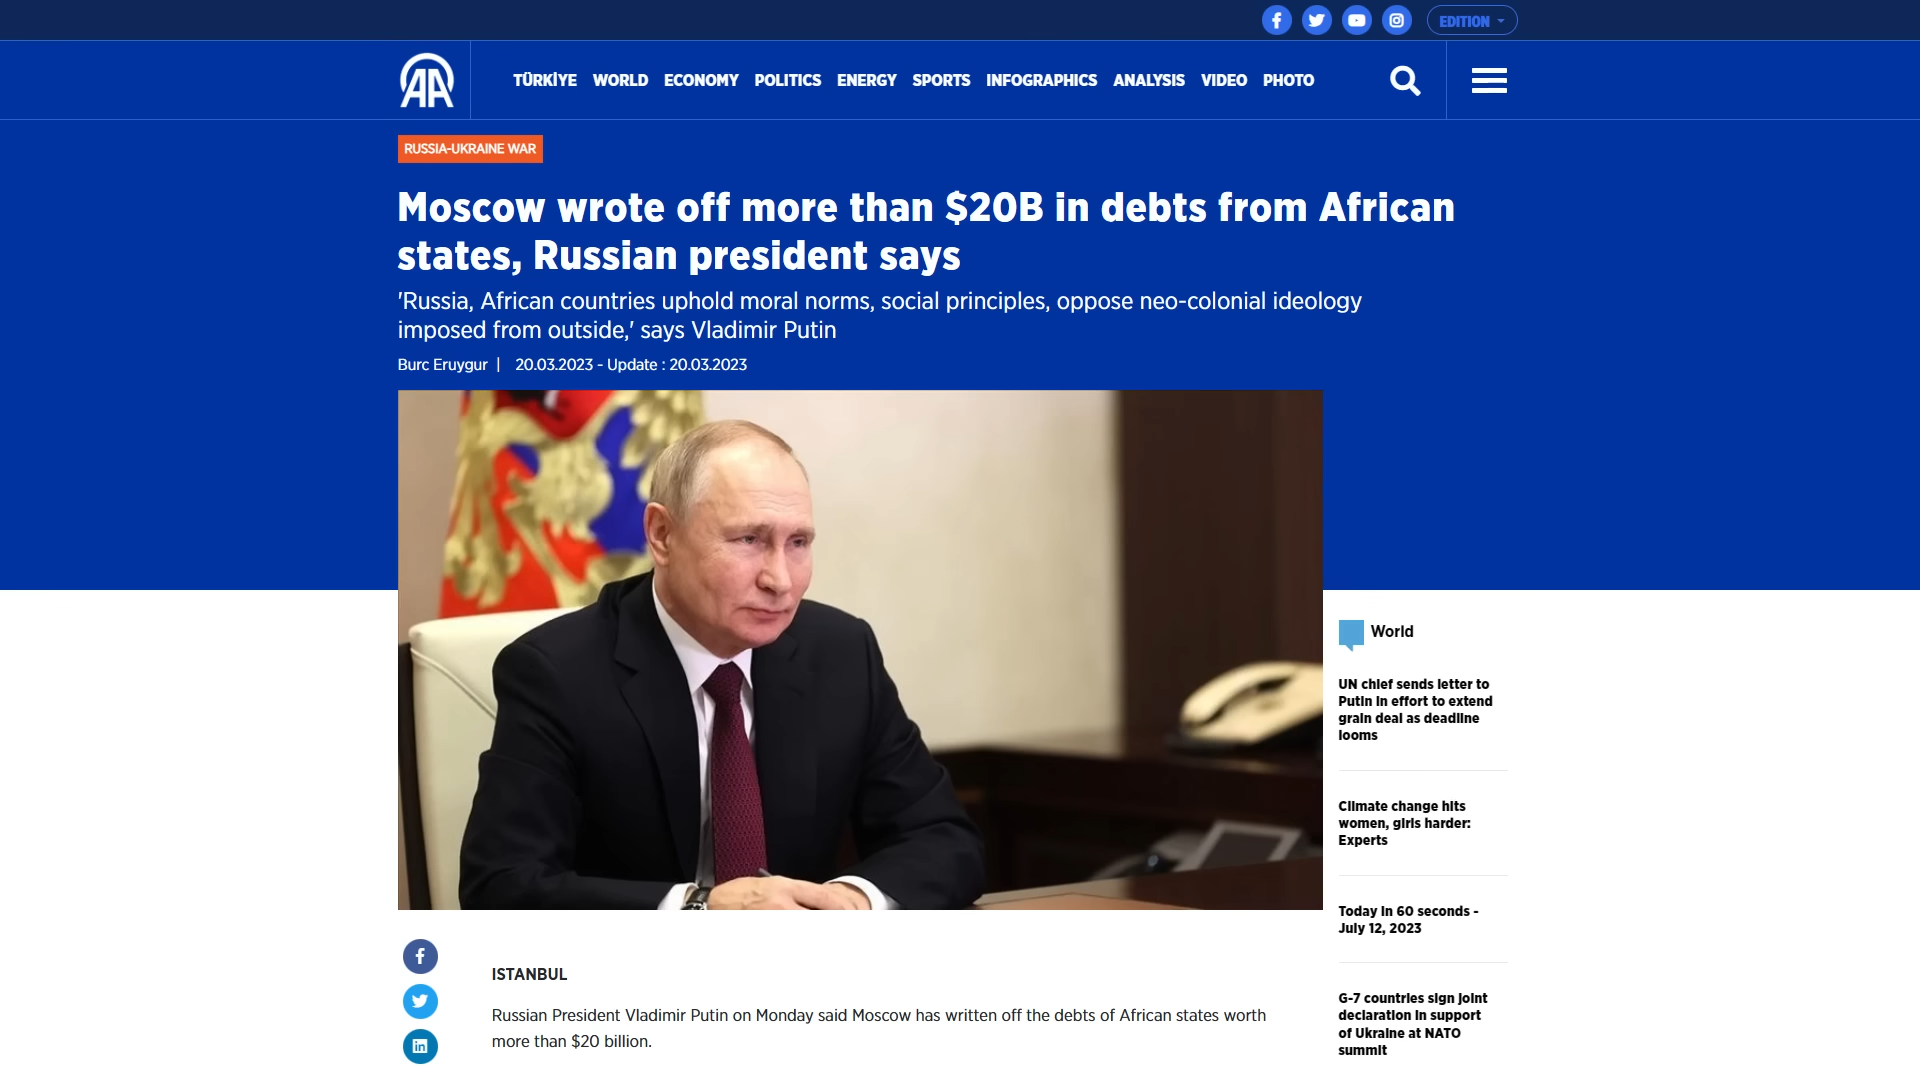 EDITION
AA
TÜRKİYE WORLD ECONOMY POLITICS ENERGY SPORTS INFOGRAPHICS ANALYSIS VIDEO PHOTO
RUSSIA-UKRAINE WAR
Moscow wrote off more than $20B in debts from African
states, Russian president says
'Russia, African countries uphold moral norms, social principles, oppose neo-colonial ideology
imposed from outside,' says Vladimir Putin
Burc Eruygur | 20.03.2023 - Update : 20.03.2023
World
UN chief sends letter to
Putin in effort to extend
grain deal as deadline
looms
Climate change hits
women, girls harder:
Experts
Today in 60 seconds -
July 12, 2023
G-7 countries sign joint
declaration in support
of Ukraine at NATO
summit
ISTANBUL
Russian President Vladimir Putin on Monday said Moscow has written off the debts of African states worth
more than $20 billion.